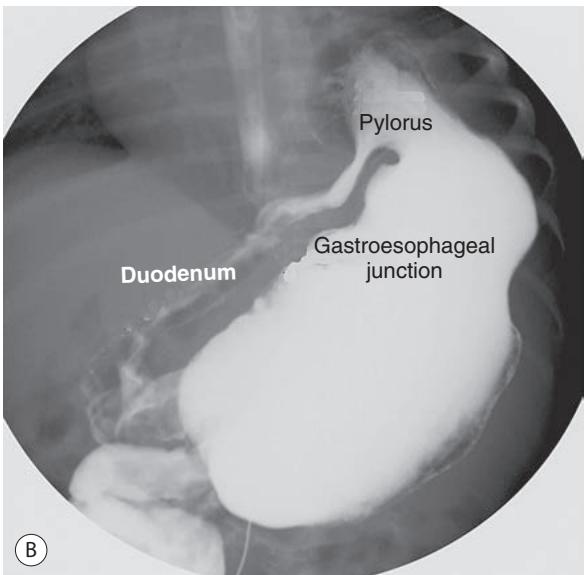 Pylorus
Gastroesophageal
junction
Duodenum
B